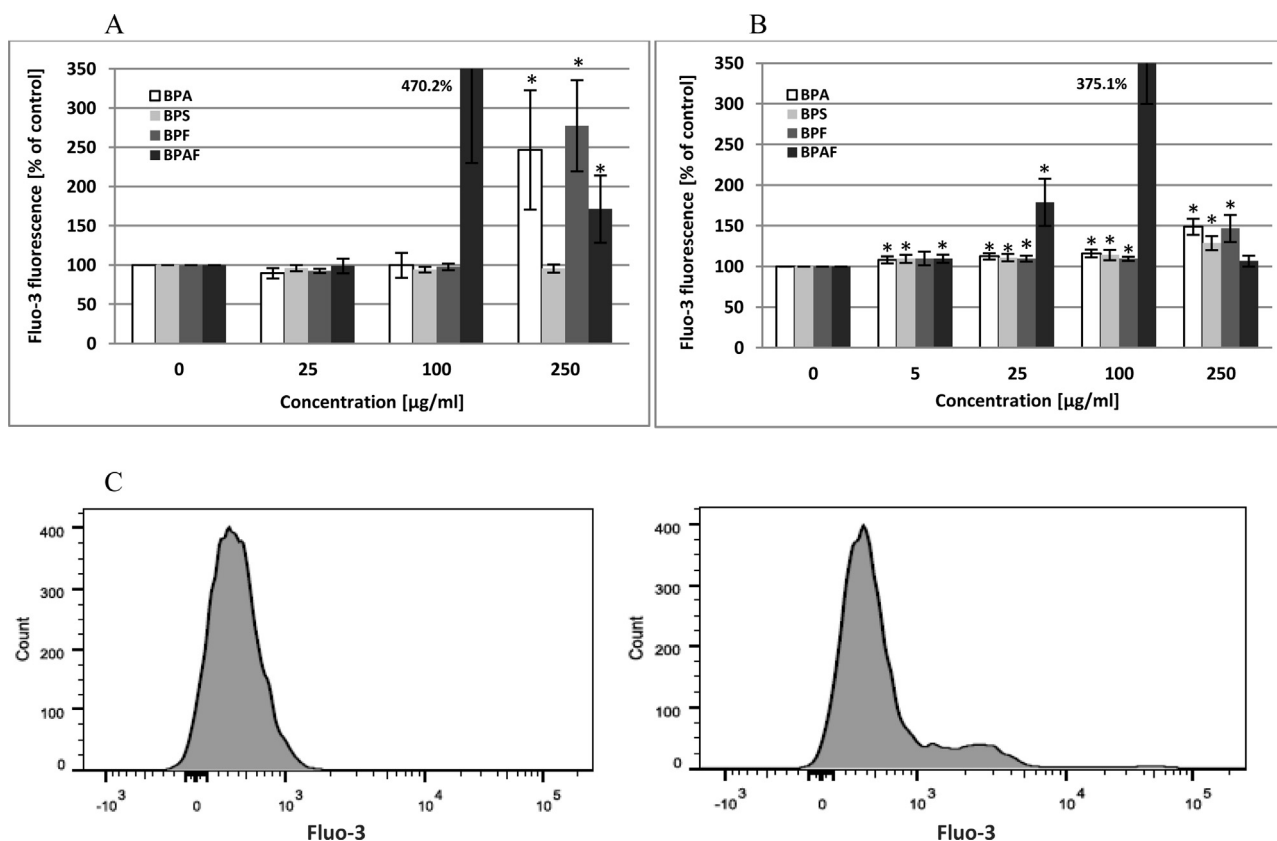 A
Fluo-3 fluorescence [% of control]
350
300
250
200
150
100
50
0
BPA
BPS
BPF
BPAF
470.2%
* * *
0 25 100 250
Concentration [µg/ml]
B
Fluo-3 fluorescence [% of control]
350
300
250
200
150
100
50
0
BPA
BPS
BPF
BPAF
375.1%
* * * * * * * * * * * * *
0 5 25 100 250
Concentration [µg/ml]
C
Count
400
300
200
100
0
-10³ 0 10³ 10⁴ 10⁵
Fluo-3
Count
400
300
200
100
0
-10³ 0 10³ 10⁴ 10⁵
Fluo-3